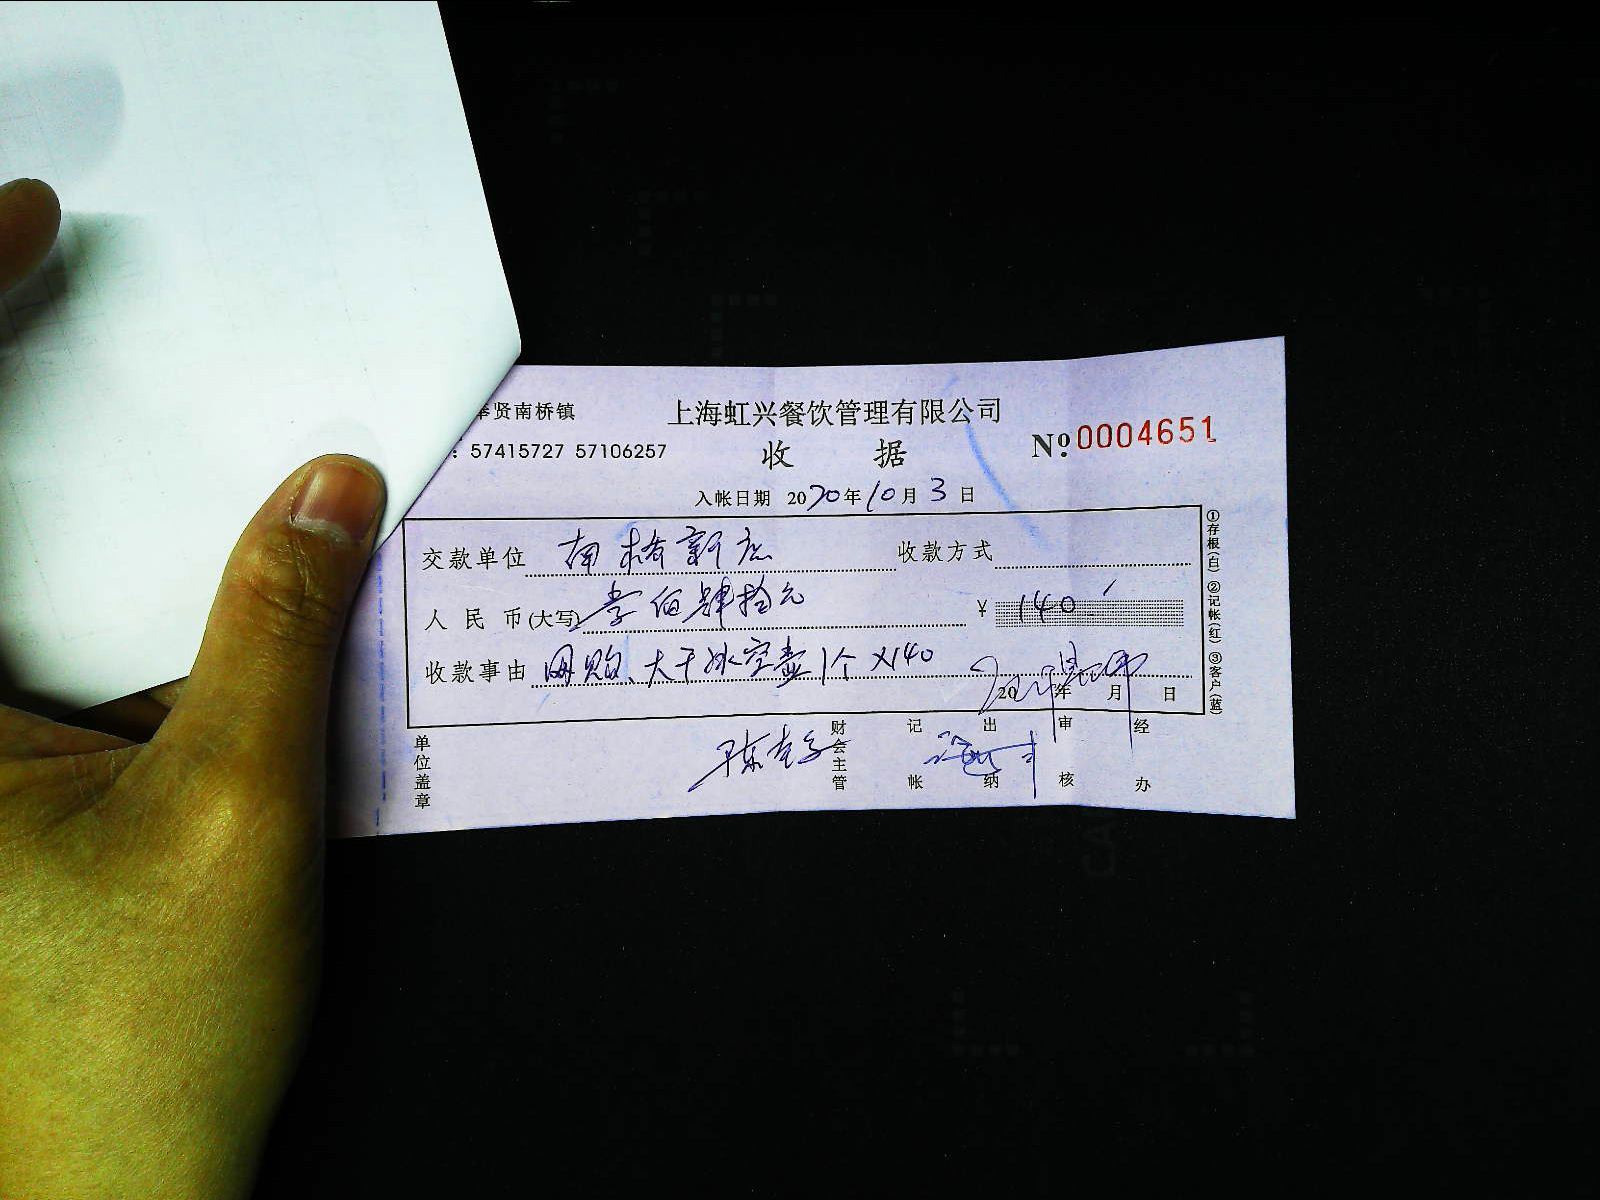 奉贤南桥镇
上海虹兴餐饮管理有限公司
: 57415727 57106257
收 据
Nº 0004651
入帐日期 2020年10月3日
交款单位 南桥新店 收款方式
人民币(大写) 壹佰肆拾元 ¥ 140
收款事由 网购、大干冰空壶1个 X140
20 年 月 日
①存根(白) ②记帐(红) ③客户(蓝)
单位盖章
财会主管
记帐
出纳
审核
经办